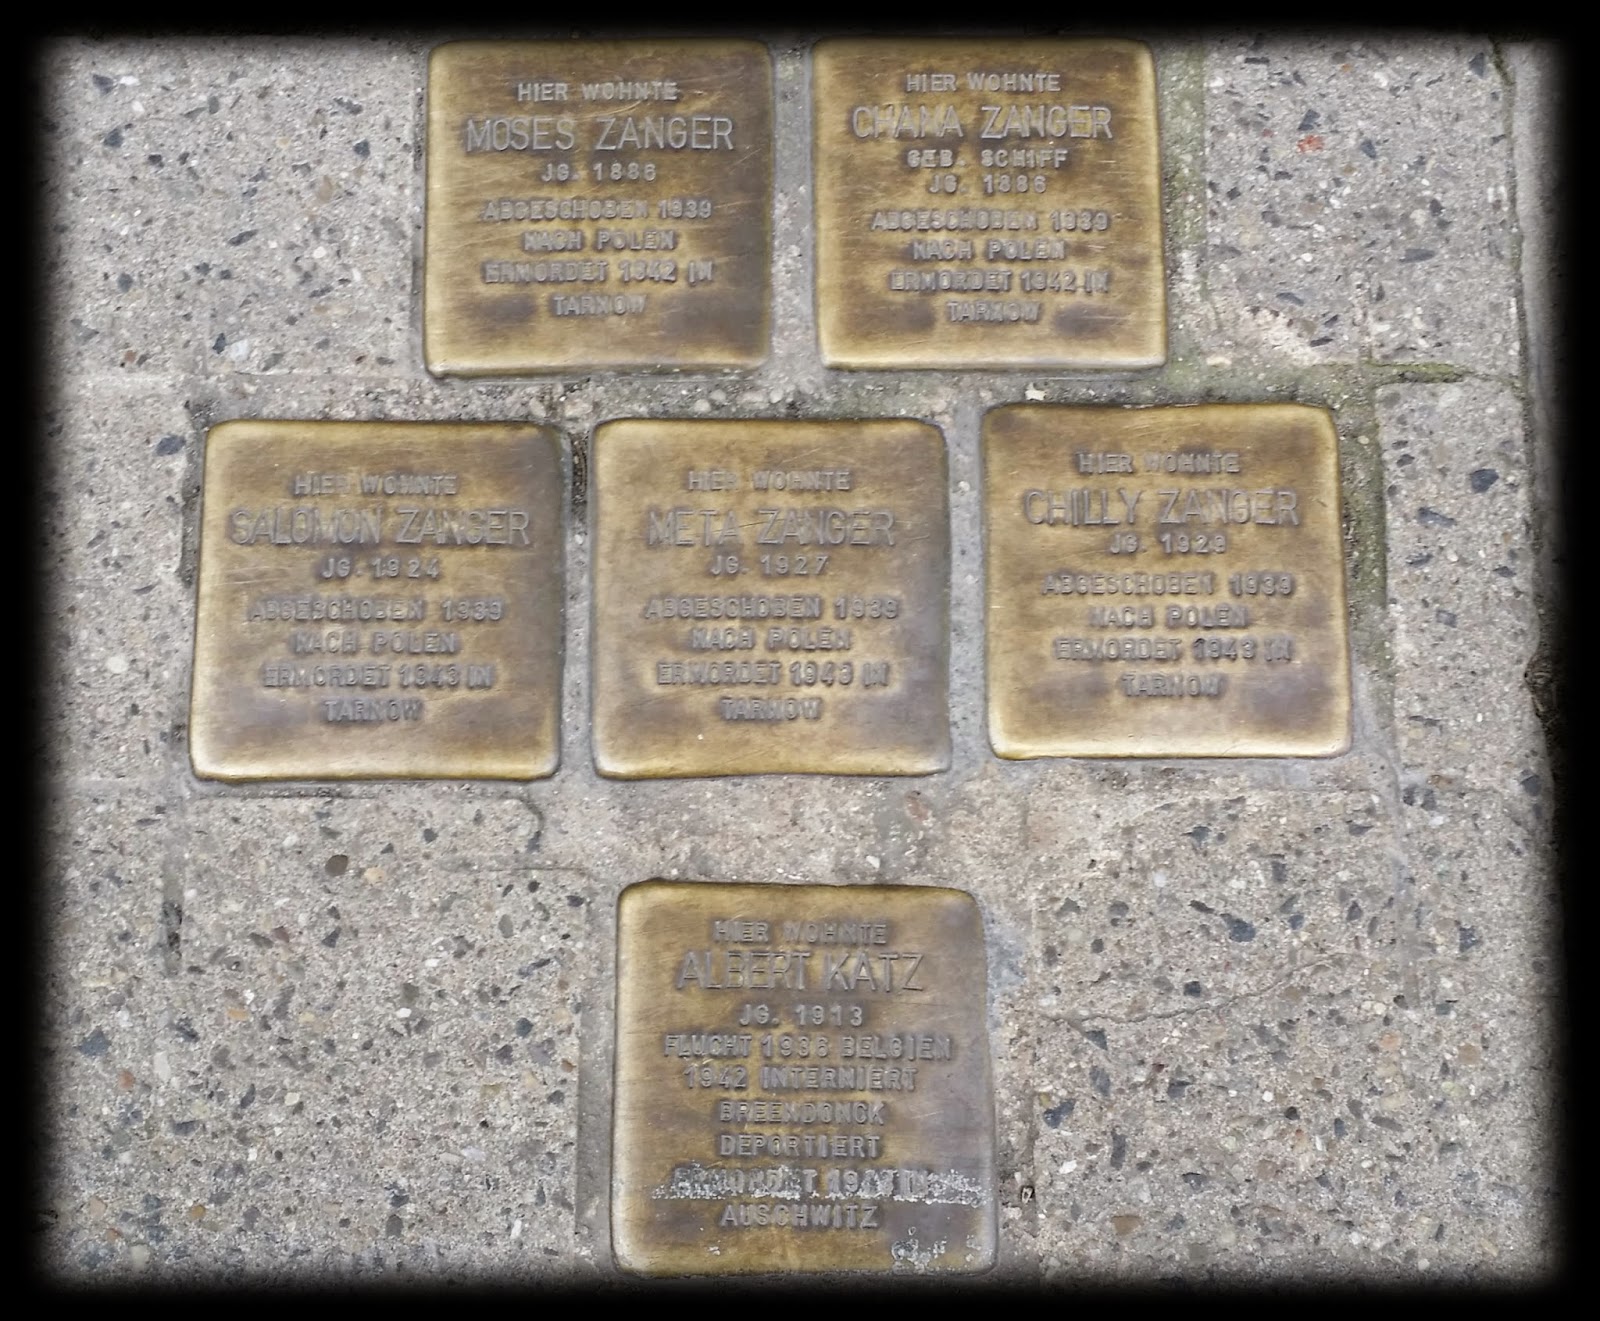 HIER WOHNTE
MOSES ZANGER
JG. 1886
ABGESCHOBEN 1939
NACH POLEN
ERMORDET 1942 IN
TARNOW
HIER WOHNTE
CHANA ZANGER
GEB. SCHIFF
JG. 1886
ABGESCHOBEN 1939
NACH POLEN
ERMORDET 1942 IN
TARNOW
HIER WOHNTE
SALOMON ZANGER
JG. 1924
ABGESCHOBEN 1939
NACH POLEN
ERMORDET 1943 IN
TARNOW
HIER WOHNTE
META ZANGER
JG. 1927
ABGESCHOBEN 1939
NACH POLEN
ERMORDET 1943 IN
TARNOW
HIER WOHNTE
CHILLY ZANGER
JG. 1929
ABGESCHOBEN 1939
NACH POLEN
ERMORDET 1943 IN
TARNOW
HIER WOHNTE
ALBERT KATZ
JG. 1913
FLUCHT 1936 BELGIEN
1942 INTERNIERT
BREENDONCK
DEPORTIERT
ERMORDET IN
AUSCHWITZ